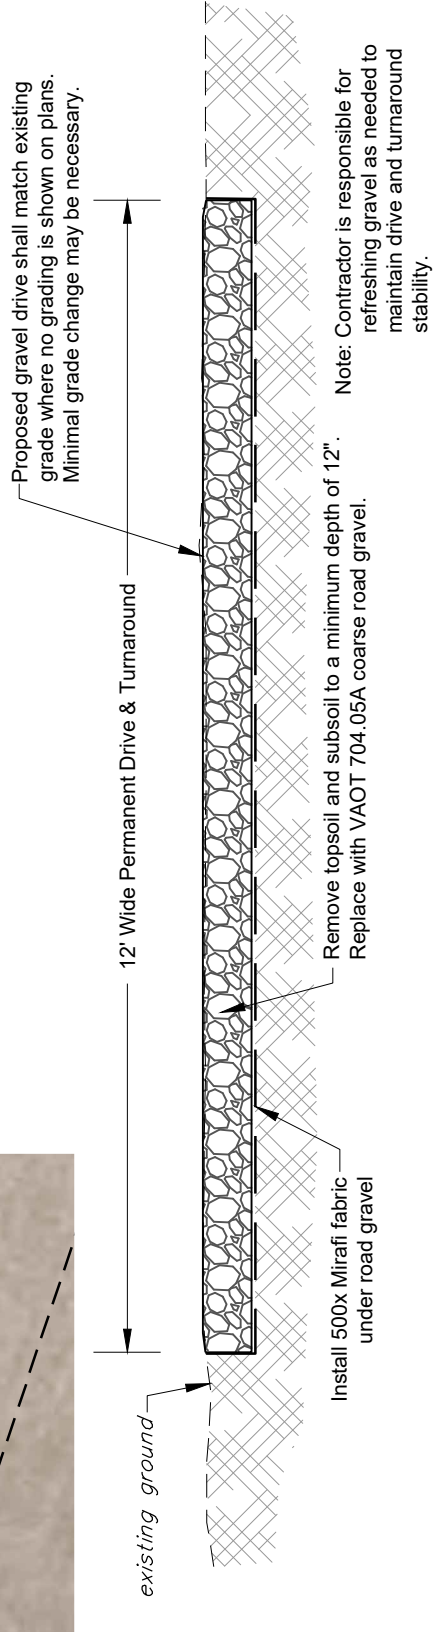 Proposed gravel drive shall match existing
grade where no grading is shown on plans.
Minimal grade change may be necessary.
12' Wide Permanent Drive & Turnaround
existing ground
Install 500x Mirafi fabric
under road gravel
Remove topsoil and subsoil to a minimum depth of 12".
Replace with VAOT 704.05A coarse road gravel.
Note: Contractor is responsible for
refreshing gravel as needed to
maintain drive and turnaround
stability.